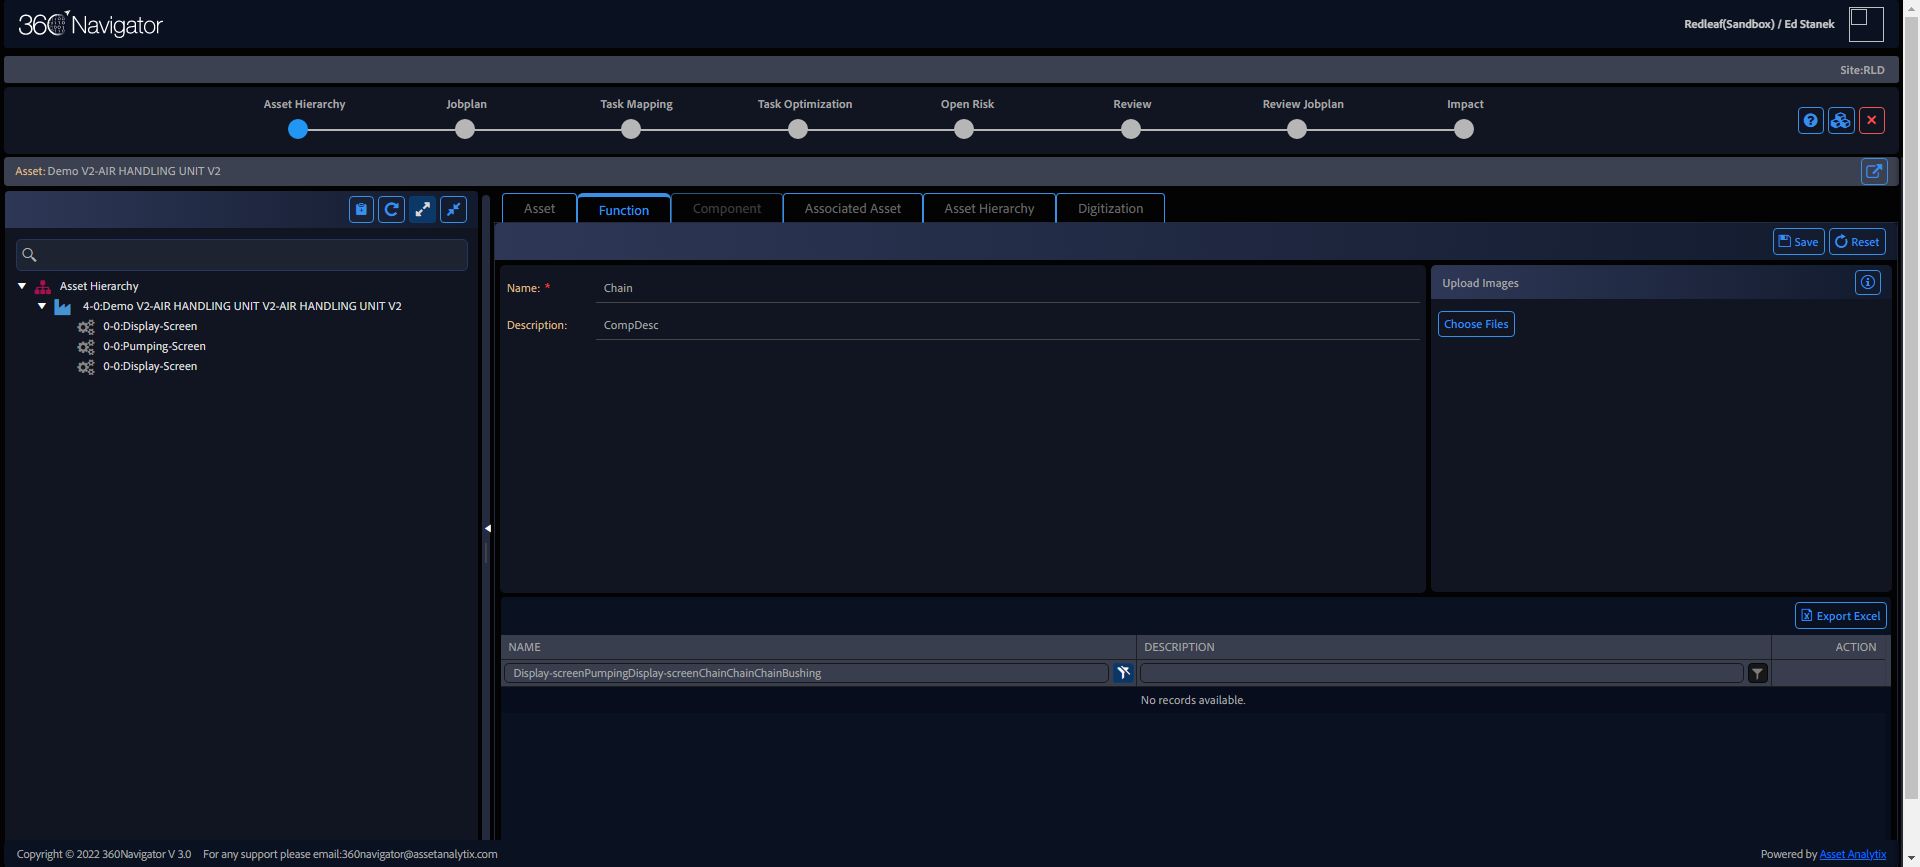 360 Navigator
Redleaf(Sandbox) / Ed Stanek
Site:RLD
Asset Hierarchy
Jobplan
Task Mapping
Task Optimization
Open Risk
Review
Review Jobplan
Impact
Asset: Demo V2-AIR HANDLING UNIT V2
Asset
Function
Component
Associated Asset
Asset Hierarchy
Digitization
Save
Reset
Asset Hierarchy
4-0:Demo V2-AIR HANDLING UNIT V2-AIR HANDLING UNIT V2
0-0:Display-Screen
0-0:Pumping-Screen
0-0:Display-Screen
Name: * Chain
Description: CompDesc
Upload Images
Choose Files
Export Excel
NAME DESCRIPTION ACTION
Display-screenPumpingDisplay-screenChainChainChainBushing
No records available.
Copyright © 2022 360Navigator V 3.0 For any support please email:360navigator@assetanalytix.com
Powered by Asset Analytix